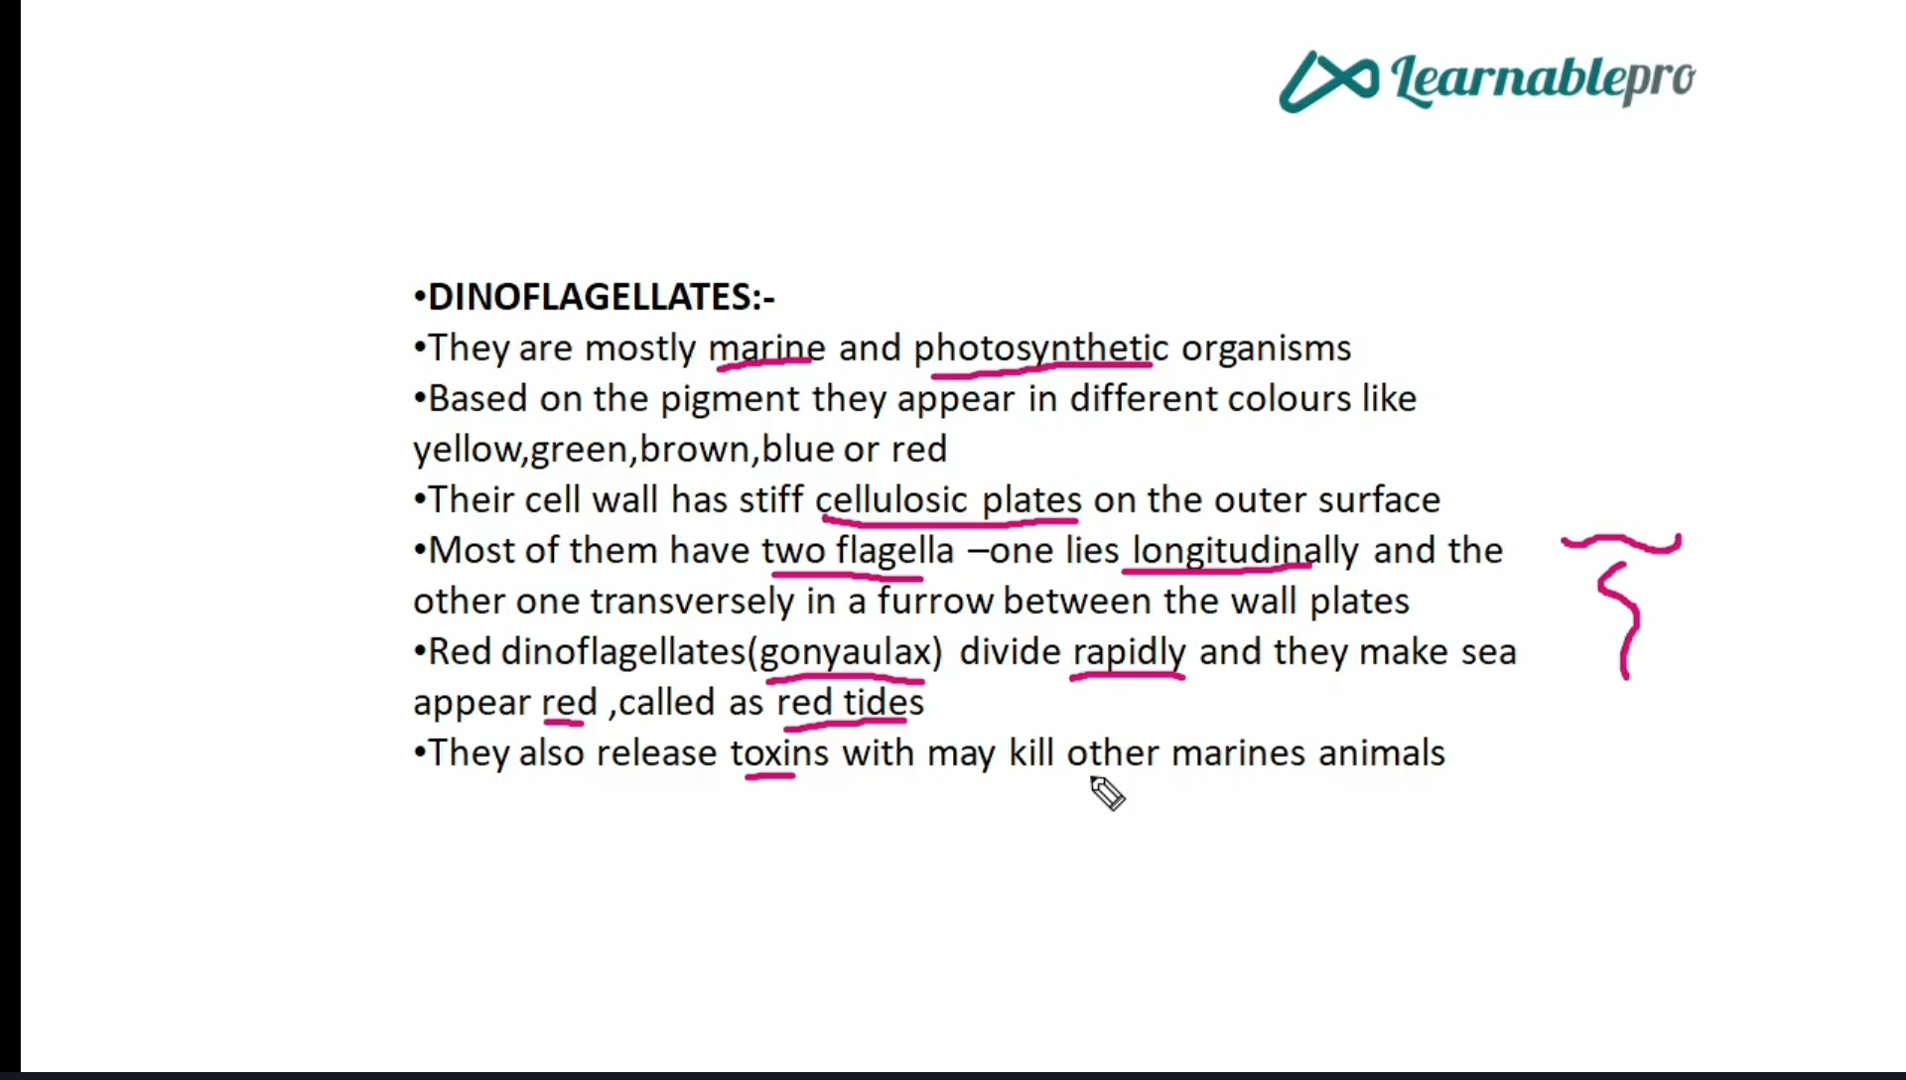 Learnablepro
•DINOFLAGELLATES:-
•They are mostly marine and photosynthetic organisms
•Based on the pigment they appear in different colours like
yellow,green,brown,blue or red
•Their cell wall has stiff cellulosic plates on the outer surface
•Most of them have two flagella –one lies longitudinally and the
other one transversely in a furrow between the wall plates
•Red dinoflagellates(gonyaulax) divide rapidly and they make sea
appear red ,called as red tides
•They also release toxins with may kill other marines animals